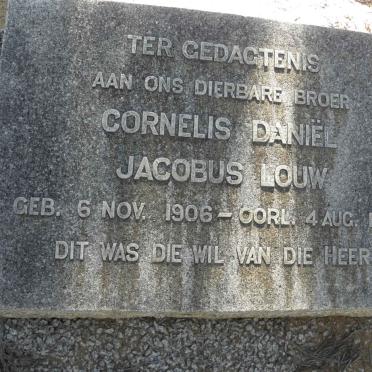 TER GEDAGTENIS
AAN ONS DIERBARE BROER
CORNELIS DANIËL
JACOBUS LOUW
GEB. 6 NOV. 1906 – OORL. 4 AUG.
DIT WAS DIE WIL VAN DIE HEER